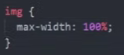 img {
  max-width: 100%;
}